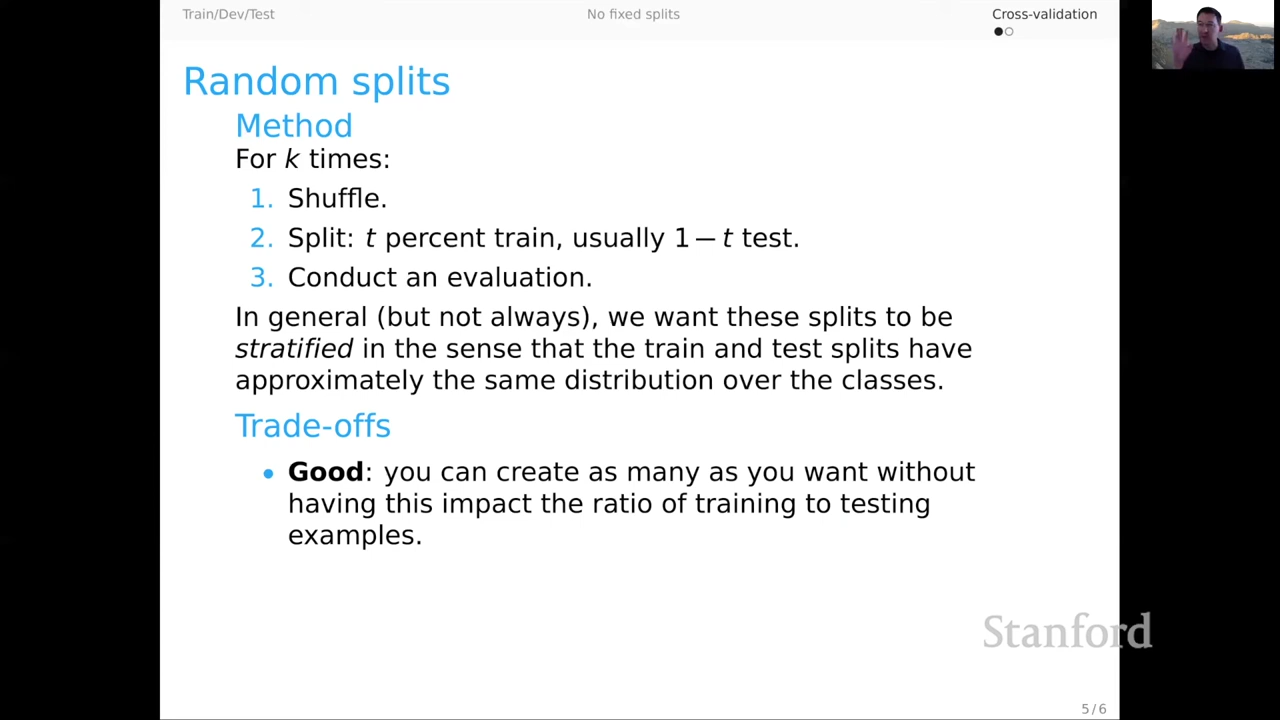 Train/Dev/Test
No fixed splits
Cross-validation
Random splits
Method
For k times:
1. Shuffle.
2. Split: t percent train, usually 1 − t test.
3. Conduct an evaluation.
In general (but not always), we want these splits to be
stratified in the sense that the train and test splits have
approximately the same distribution over the classes.
Trade-offs
• Good: you can create as many as you want without
having this impact the ratio of training to testing
examples.
Stanford
5 / 6